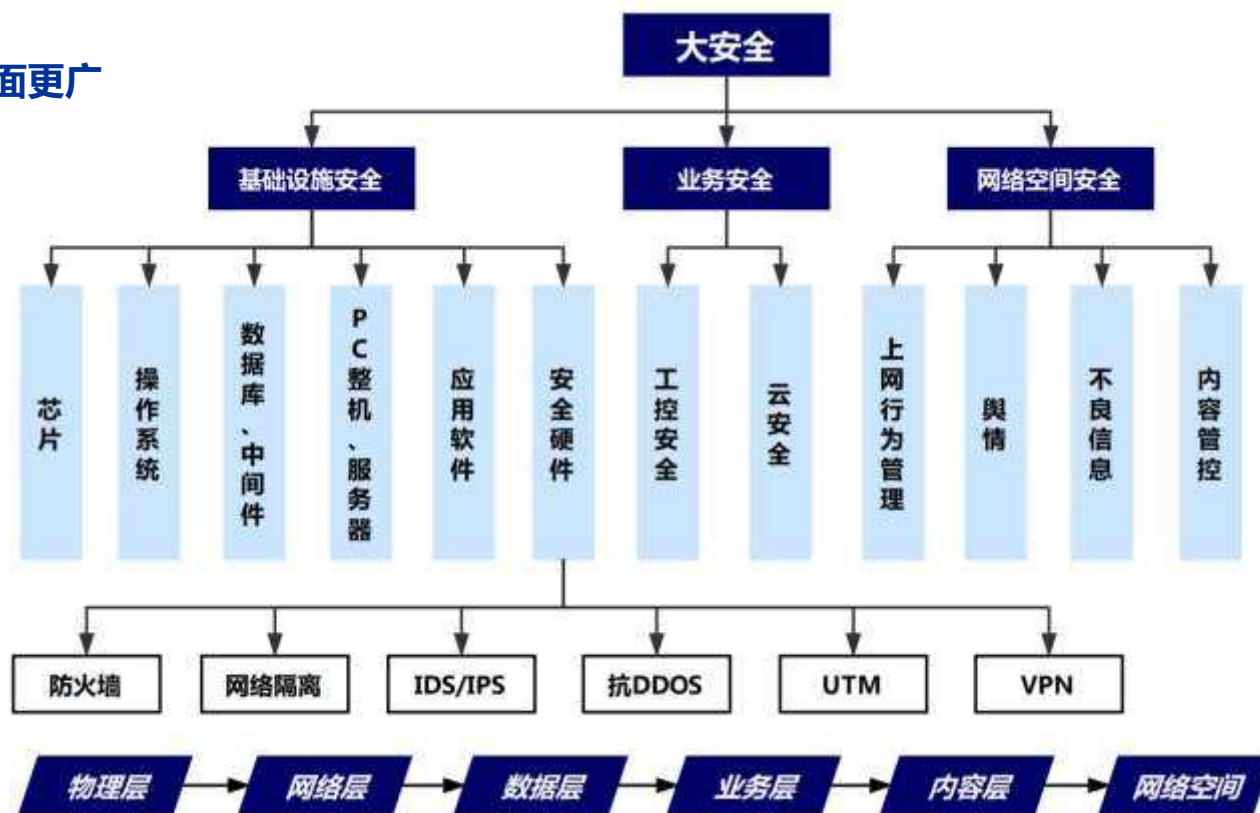 大安全
面更广
基础设施安全
业务安全
网络空间安全
芯片
操作系统
数据库、中间件
PC整机、服务器
应用软件
安全硬件
工控安全
云安全
上网行为管理
舆情
不良信息
内容管控
防火墙
网络隔离
IDS/IPS
抗DDOS
UTM
VPN
物理层
网络层
数据层
业务层
内容层
网络空间